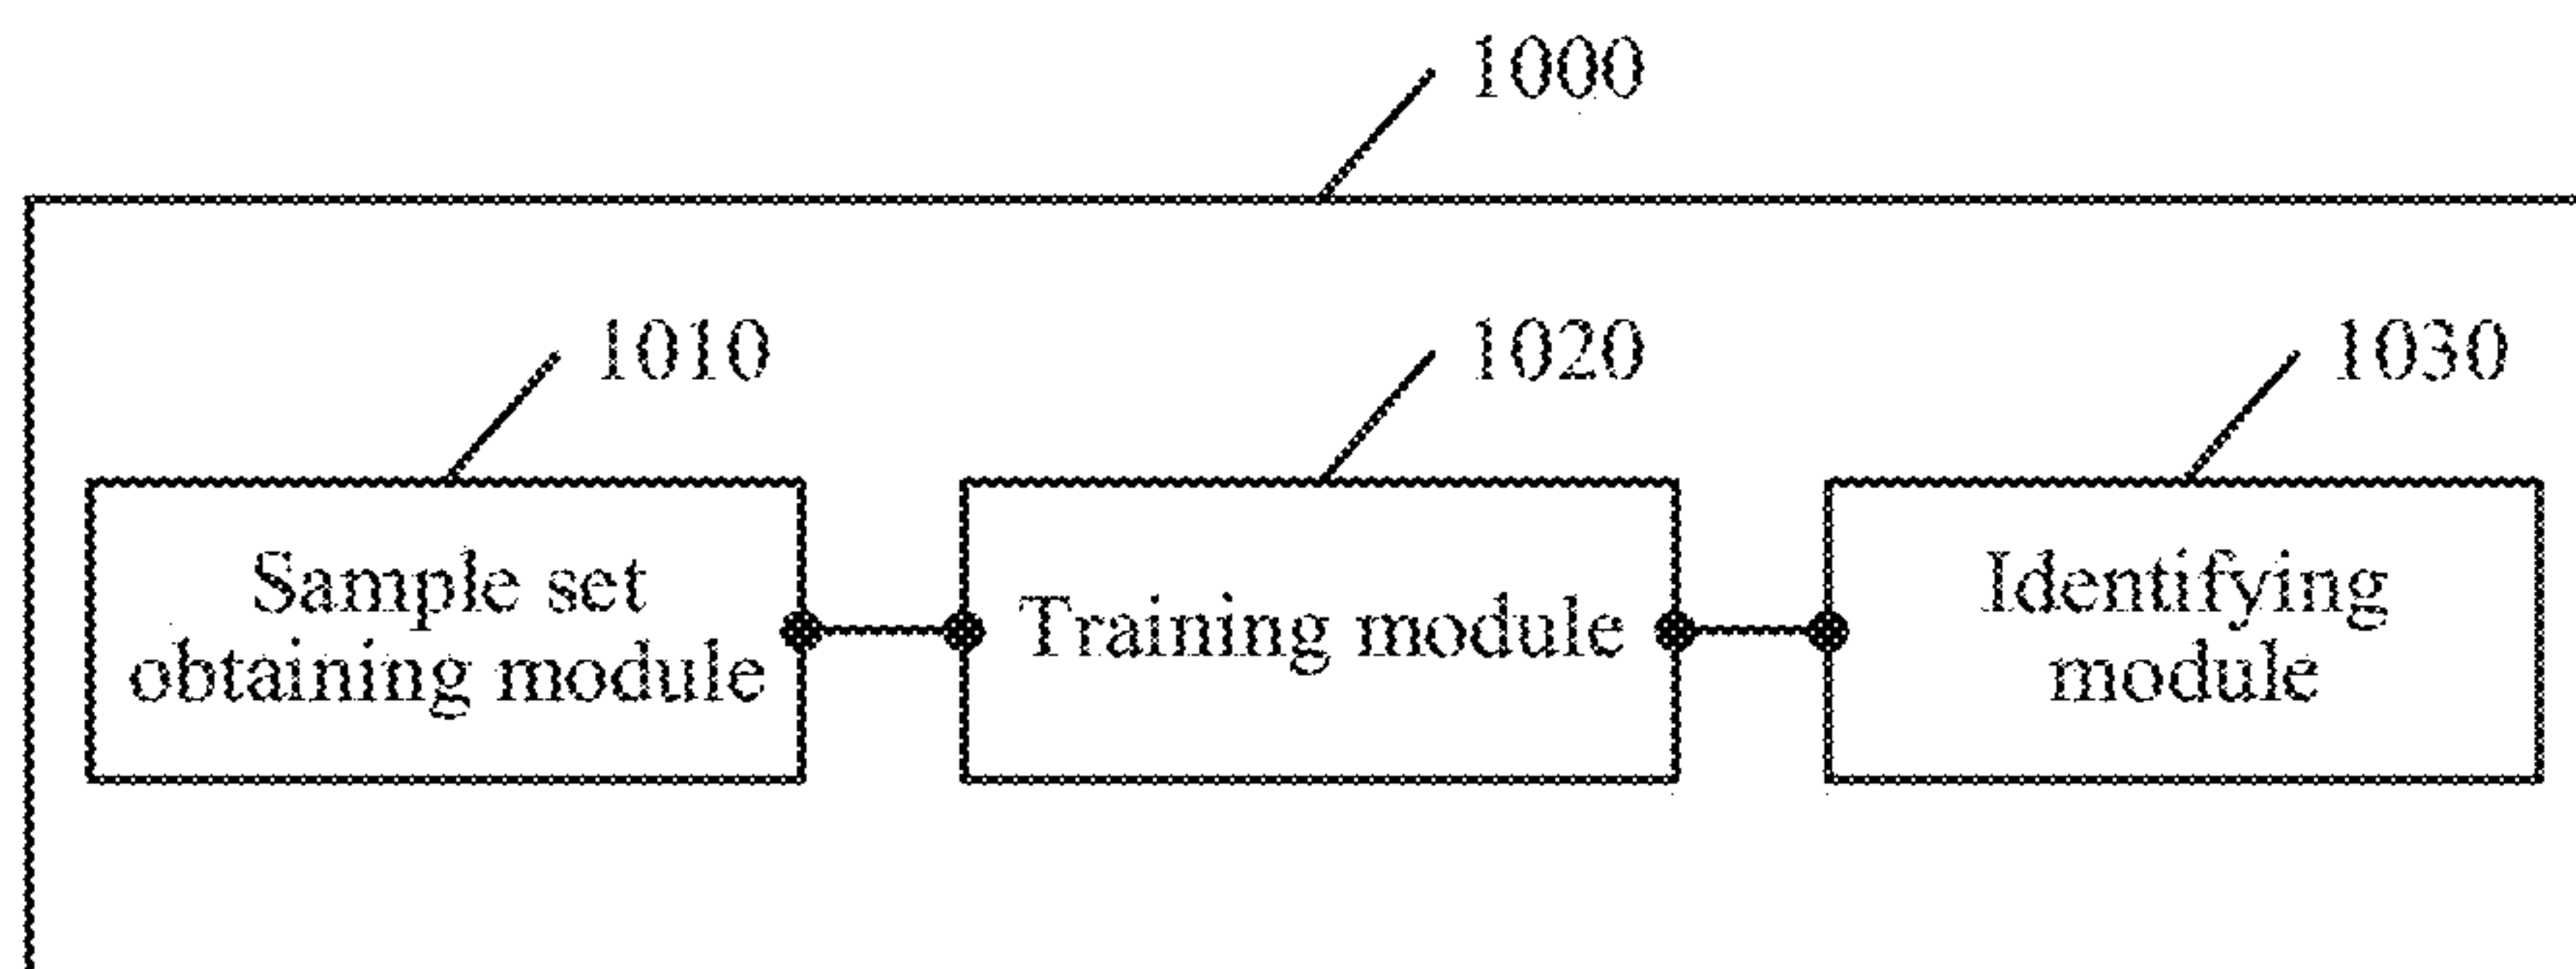 1000
1010
1020
1030
Sample set
obtaining module
Training module
Identifying
module